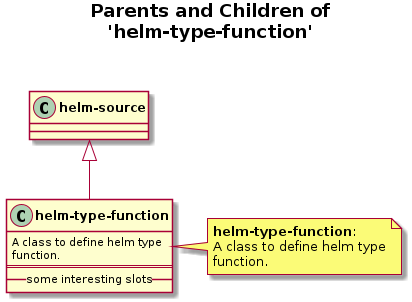 Parents and Children of
'helm-type-function'
C helm-source
C helm-type-function
A class to define helm type
function.
some interesting slots
helm-type-function:
A class to define helm type
function.